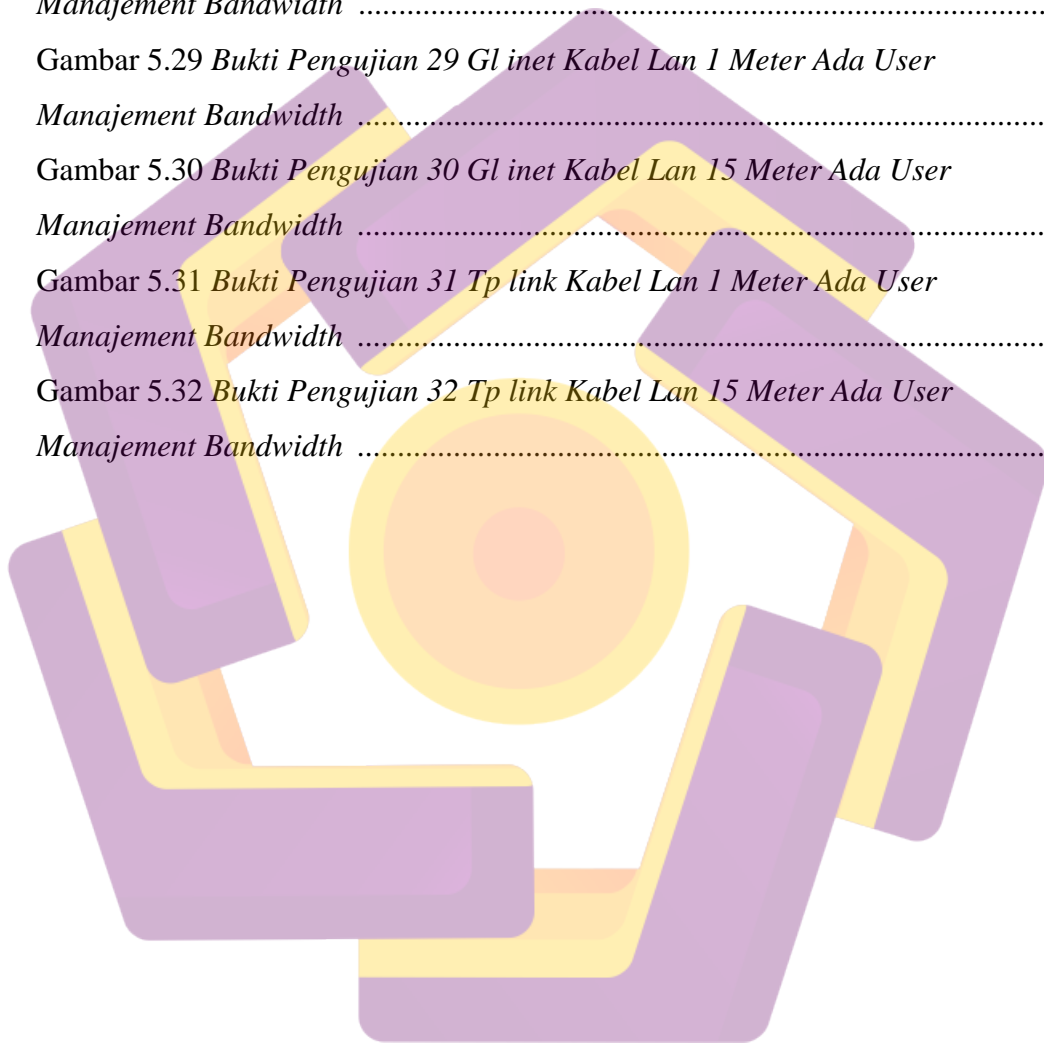 Manajement Bandwidth ........................................................................................
Gambar 5.29 Bukti Pengujian 29 Gl inet Kabel Lan 1 Meter Ada User
Manajement Bandwidth ........................................................................................
Gambar 5.30 Bukti Pengujian 30 Gl inet Kabel Lan 15 Meter Ada User
Manajement Bandwidth ........................................................................................
Gambar 5.31 Bukti Pengujian 31 Tp link Kabel Lan 1 Meter Ada User
Manajement Bandwidth ........................................................................................
Gambar 5.32 Bukti Pengujian 32 Tp link Kabel Lan 15 Meter Ada User
Manajement Bandwidth ........................................................................................